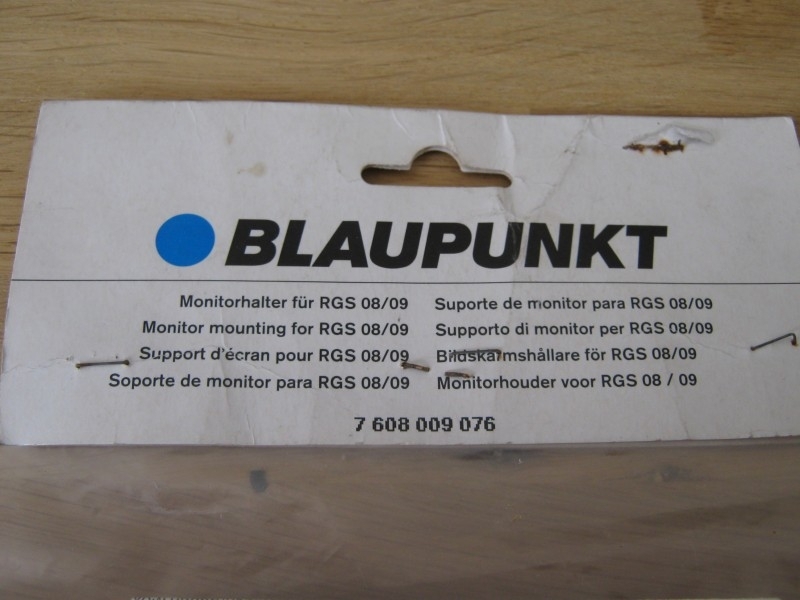 BLAUPUNKT
Monitorhalter für RGS 08/09
Monitor mounting for RGS 08/09
Support d'écran pour RGS 08/09
Soporte de monitor para RGS 08/09
Suporte de monitor para RGS 08/09
Supporto di monitor per RGS 08/09
Bildskärmshållare för RGS 08/09
Monitorhouder voor RGS 08 / 09
7 608 009 076